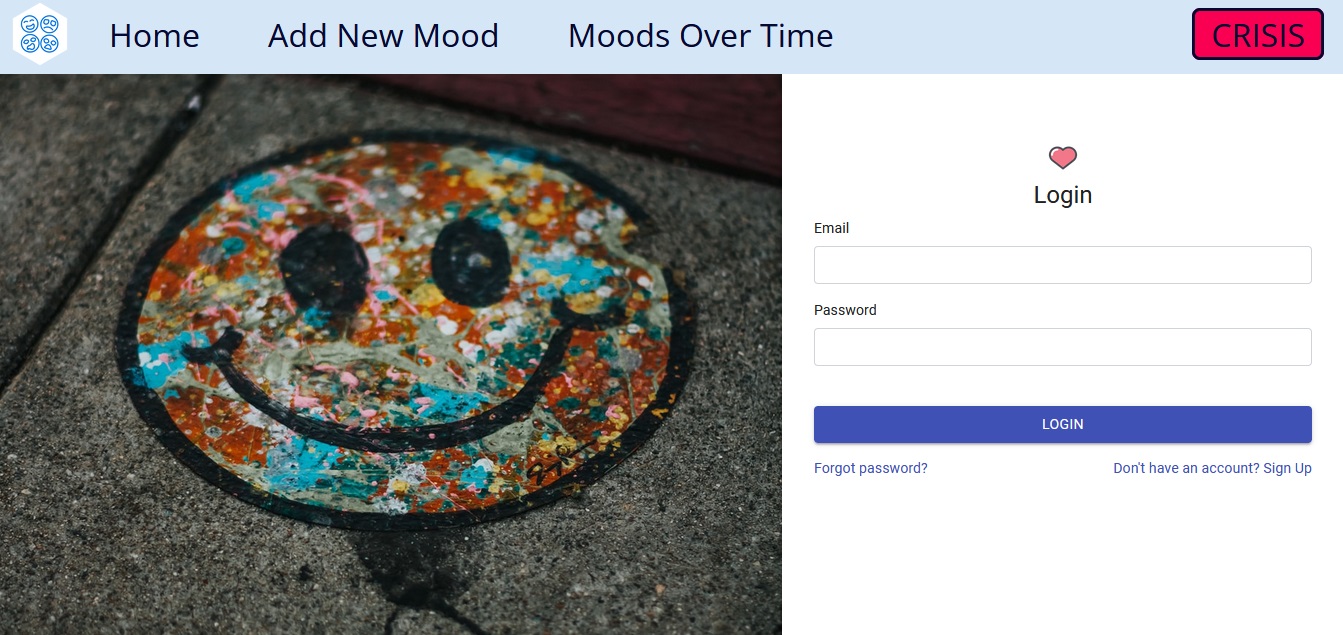 Home
Add New Mood
Moods Over Time
CRISIS
Login
Email
Password
LOGIN
Forgot password?
Don't have an account? Sign Up